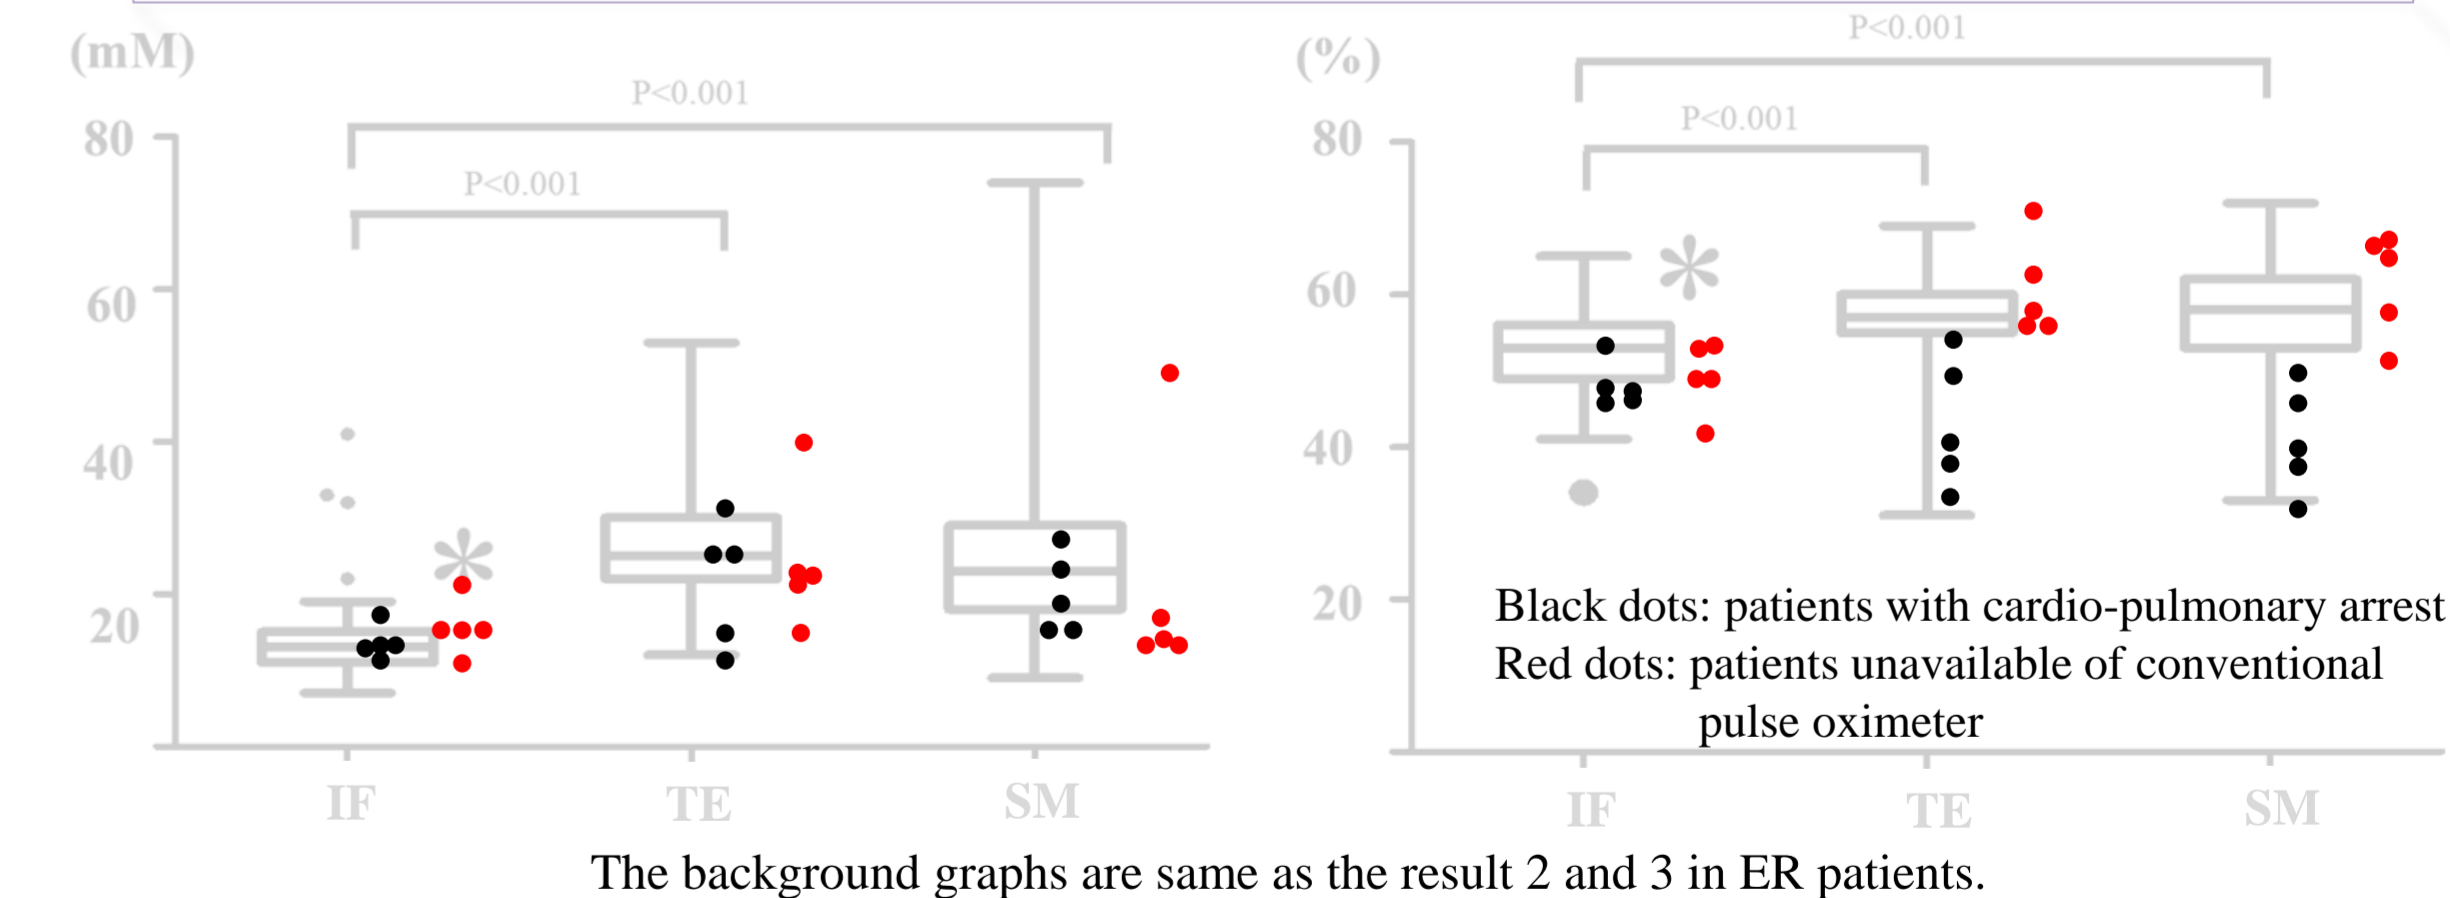 (mM)
P<0.001
P<0.001
80
60
40
20
*
IF TE SM
(%)
P<0.001
P<0.001
80
60
40
20
*
Black dots: patients with cardio-pulmonary arrest
Red dots: patients unavailable of conventional
pulse oximeter
IF TE SM
The background graphs are same as the result 2 and 3 in ER patients.